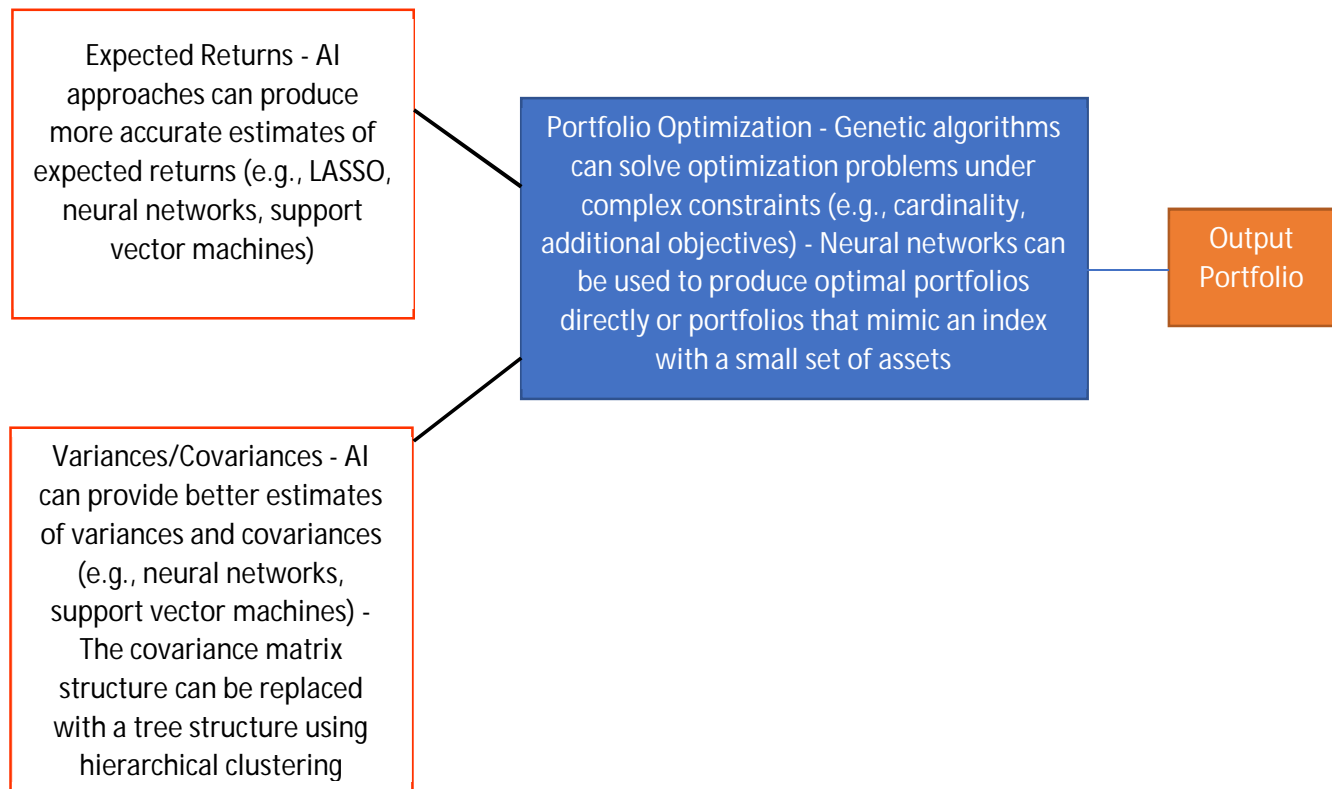 Expected Returns - AI
approaches can produce
more accurate estimates of
expected returns (e.g., LASSO,
neural networks, support
vector machines)
Portfolio Optimization - Genetic algorithms
can solve optimization problems under
complex constraints (e.g., cardinality,
additional objectives) - Neural networks can
be used to produce optimal portfolios
directly or portfolios that mimic an index
with a small set of assets
Output
Portfolio
Variances/Covariances - AI
can provide better estimates
of variances and covariances
(e.g., neural networks,
support vector machines) -
The covariance matrix
structure can be replaced
with a tree structure using
hierarchical clustering